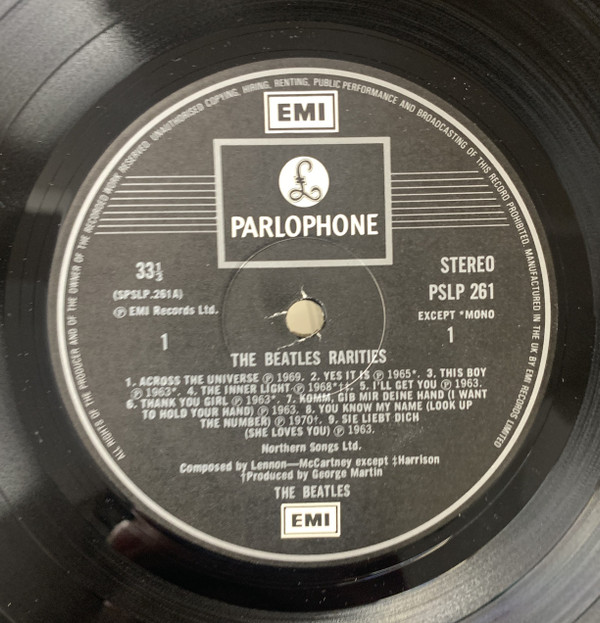 ALL RIGHTS OF THE PRODUCER AND OF THE OWNER OF THE RECORDED WORK RESERVED. UNAUTHORISED COPYING, HIRING, RENTING, PUBLIC PERFORMANCE AND BROADCASTING OF THIS RECORD PROHIBITED. MANUFACTURED IN THE UK BY EMI RECORDS LIMITED
EMI
£
PARLOPHONE
33⅓
STEREO
(SPSLP.261A)
PSLP 261
℗ EMI Records Ltd.
EXCEPT *MONO
1
1
THE BEATLES RARITIES
1. ACROSS THE UNIVERSE ℗ 1969. 2. YES IT IS ℗ 1965*. 3. THIS BOY
℗ 1963*. 4. THE INNER LIGHT ℗ 1968*‡. 5. I'LL GET YOU ℗ 1963.
6. THANK YOU GIRL ℗ 1963*. 7. KOMM, GIB MIR DEINE HAND (I WANT
TO HOLD YOUR HAND) ℗ 1963. 8. YOU KNOW MY NAME (LOOK UP
THE NUMBER) ℗ 1970†. 9. SIE LIEBT DICH
(SHE LOVES YOU) ℗ 1963.
Northern Songs Ltd.
Composed by Lennon—McCartney except ‡Harrison
†Produced by George Martin
THE BEATLES
EMI